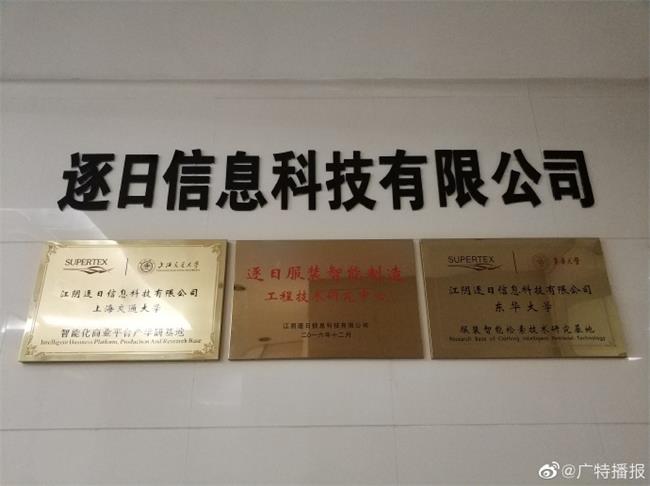 逐日信息科技有限公司
SUPERTEX
上海交通大学
江阴逐日信息科技有限公司
上海交通大学
智能化商业平台产学研基地
Intelligent Business Platform, Production And Research Base
逐日服装智能制造
工程技术研究中心
江阴逐日信息科技有限公司
二〇一六年十二月
SUPERTEX
东华大学
江阴逐日信息科技有限公司
东华大学
服装智能检索技术研究基地
Research Base of Clothing Intelligent Retrieval Technology
@广特播报